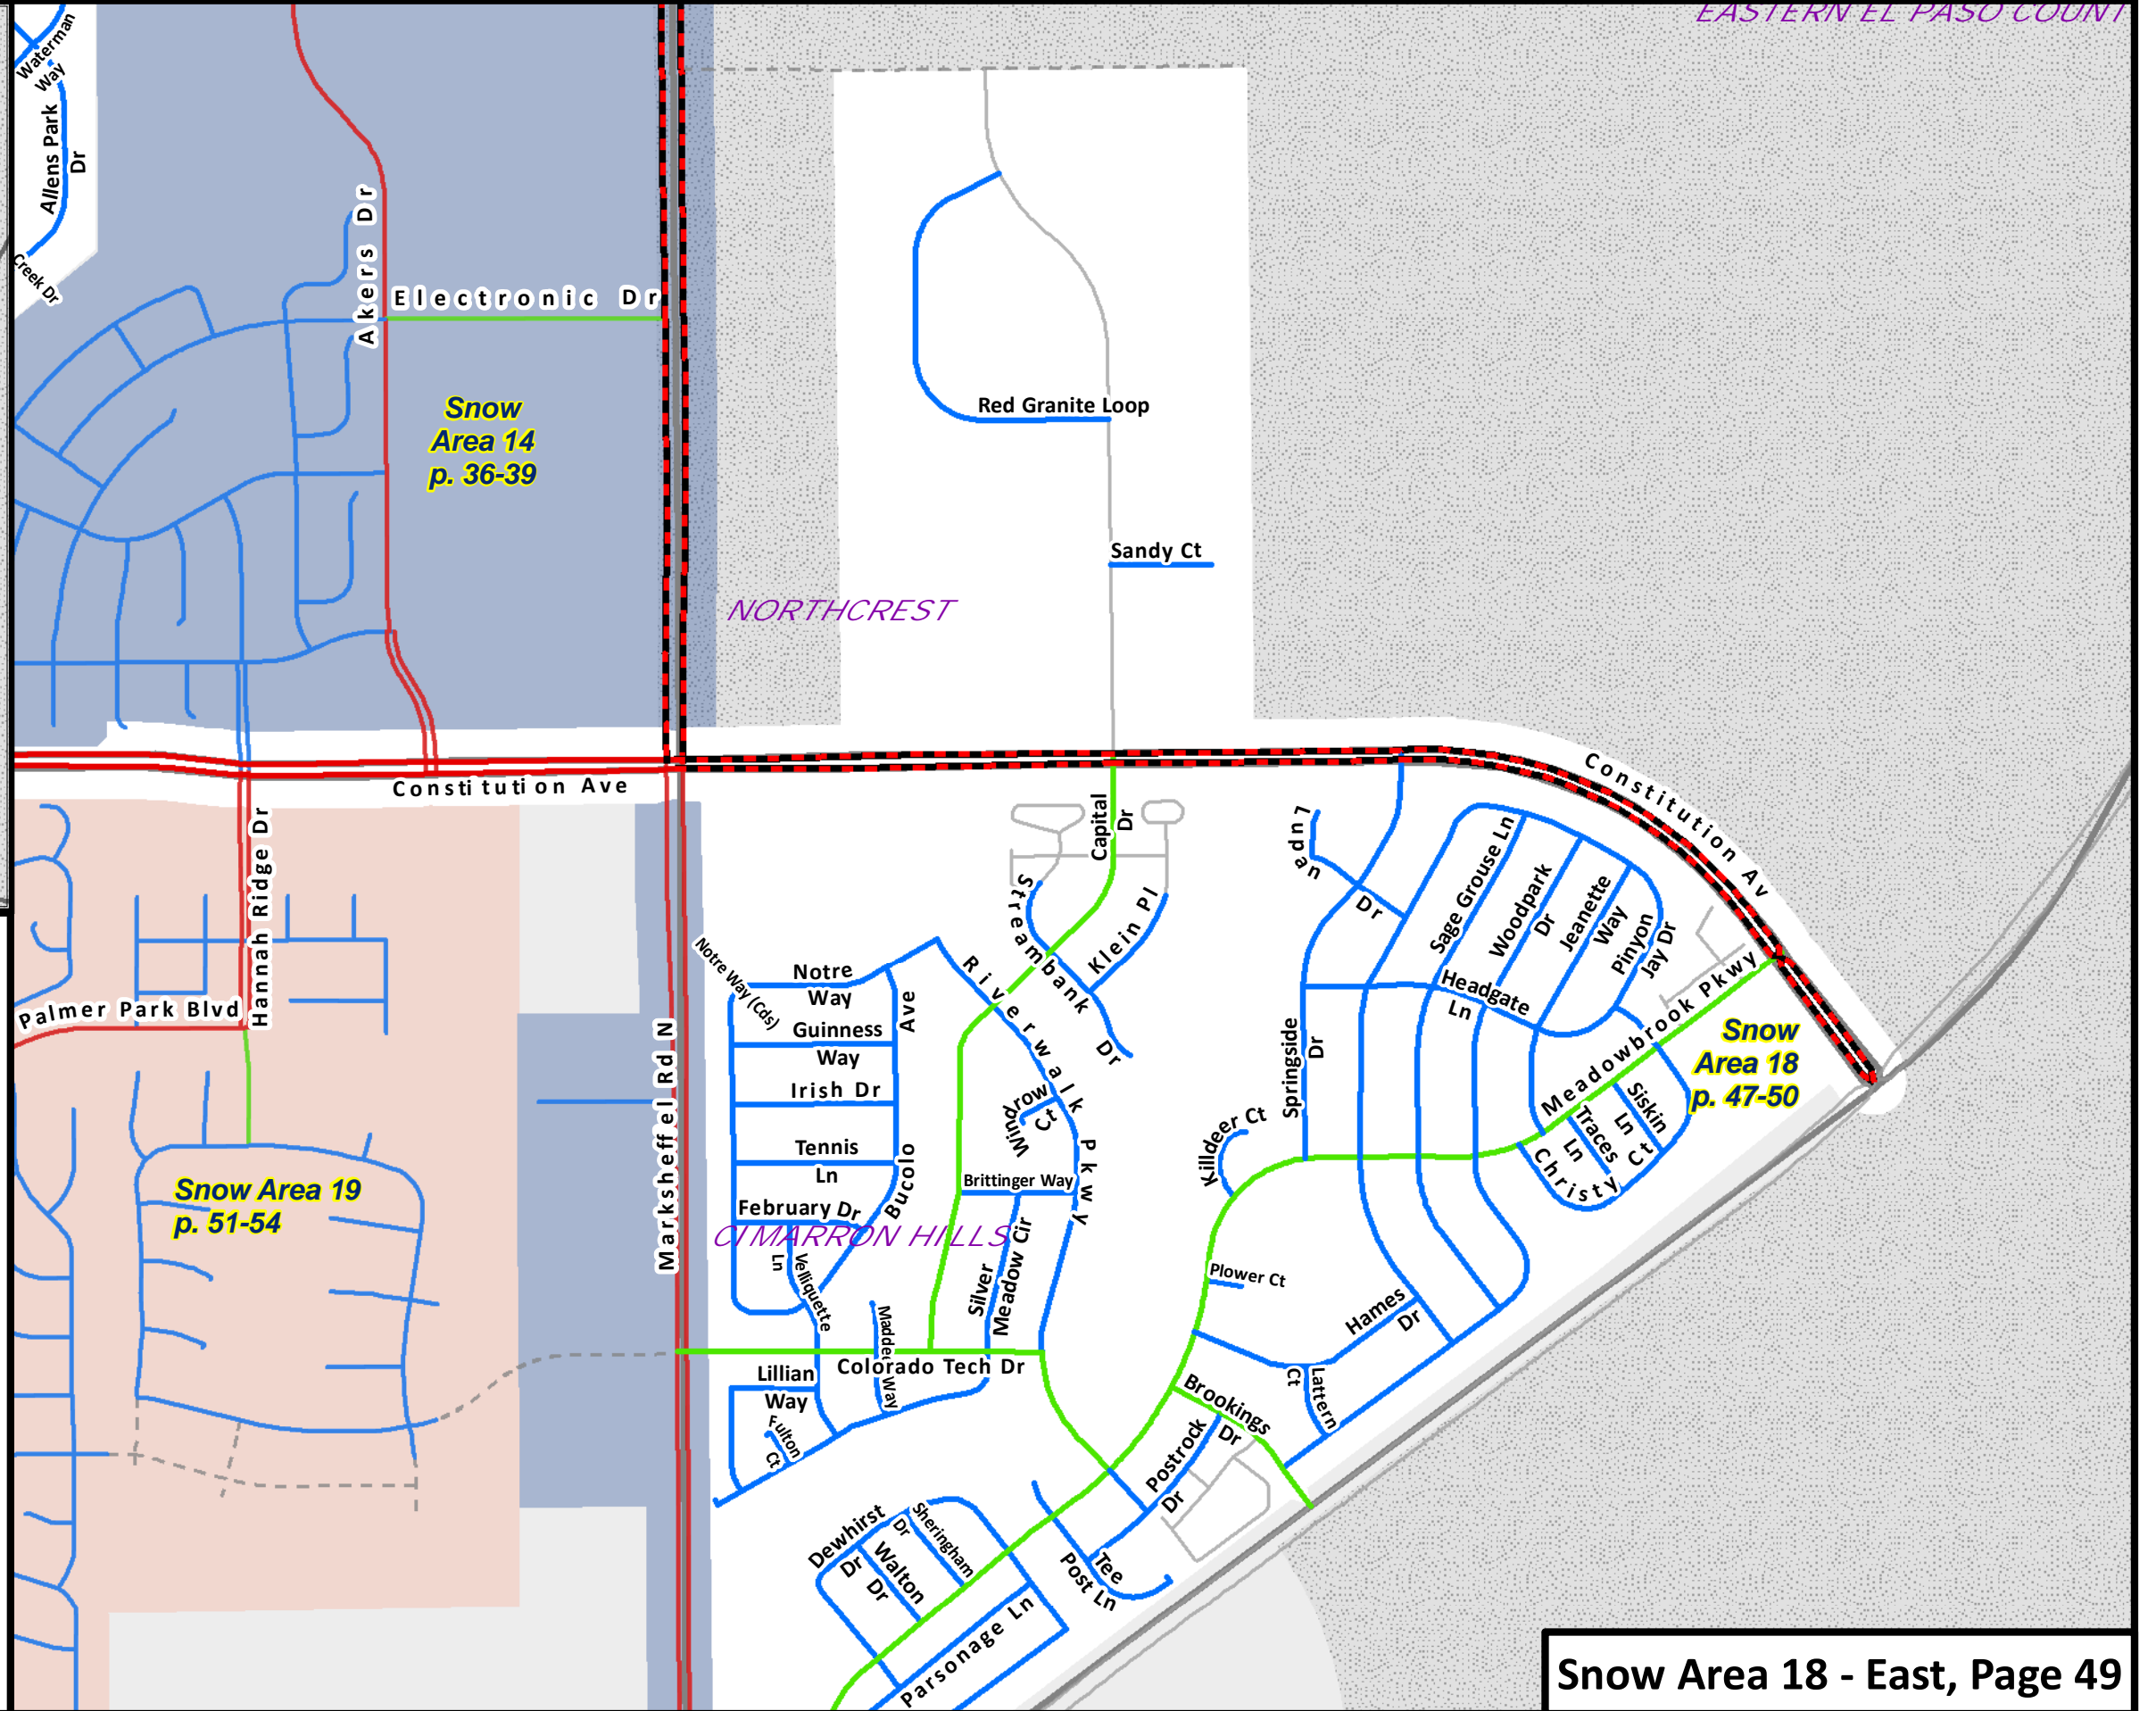 EASTERN EL PASO COUNT
Waterman
Way
Allens Park
Dr
Creek Dr
Akers Dr
Electronic Dr
Snow
Area 14
p. 36-39
Red Granite Loop
Sandy Ct
NORTHCREST
Constitution Ave
Constitution Av
Hannah Ridge Dr
Palmer Park Blvd
Capital
Dr
Streambank Dr
Klein Pl
Lupdan Dr
Sage Grouse Ln
Woodpark
Dr
Jeanette
Way
Pinyon
Jay Dr
Headgate
Ln
Meadowbrook Pkwy
Snow
Area 18
p. 47-50
Notre Way (Cds)
Notre
Way
Guinness
Way
Irish Dr
Tennis
Ln
February Dr
Bucolo Ave
Riverwalk Pkwy
Windrow
Ct
Brittinger Way
Springside
Dr
Killdeer Ct
Siskin
Ln
Traces
Ln
Christy Ct
Marksheffel Rd N
Snow Area 19
p. 51-54
CIMARRON HILLS
Velliquette
Ln
Silver
Meadow Cir
Plower Ct
Hames
Dr
Lattern
Ct
Colorado Tech Dr
Lillian
Way
Fulton
Ct
Brookings
Dr
Postrock
Dr
Dewhirst
Dr
Sheringham
Dr
Walton
Dr
Tee
Post Ln
Parsonage Ln
Snow Area 18 - East, Page 49